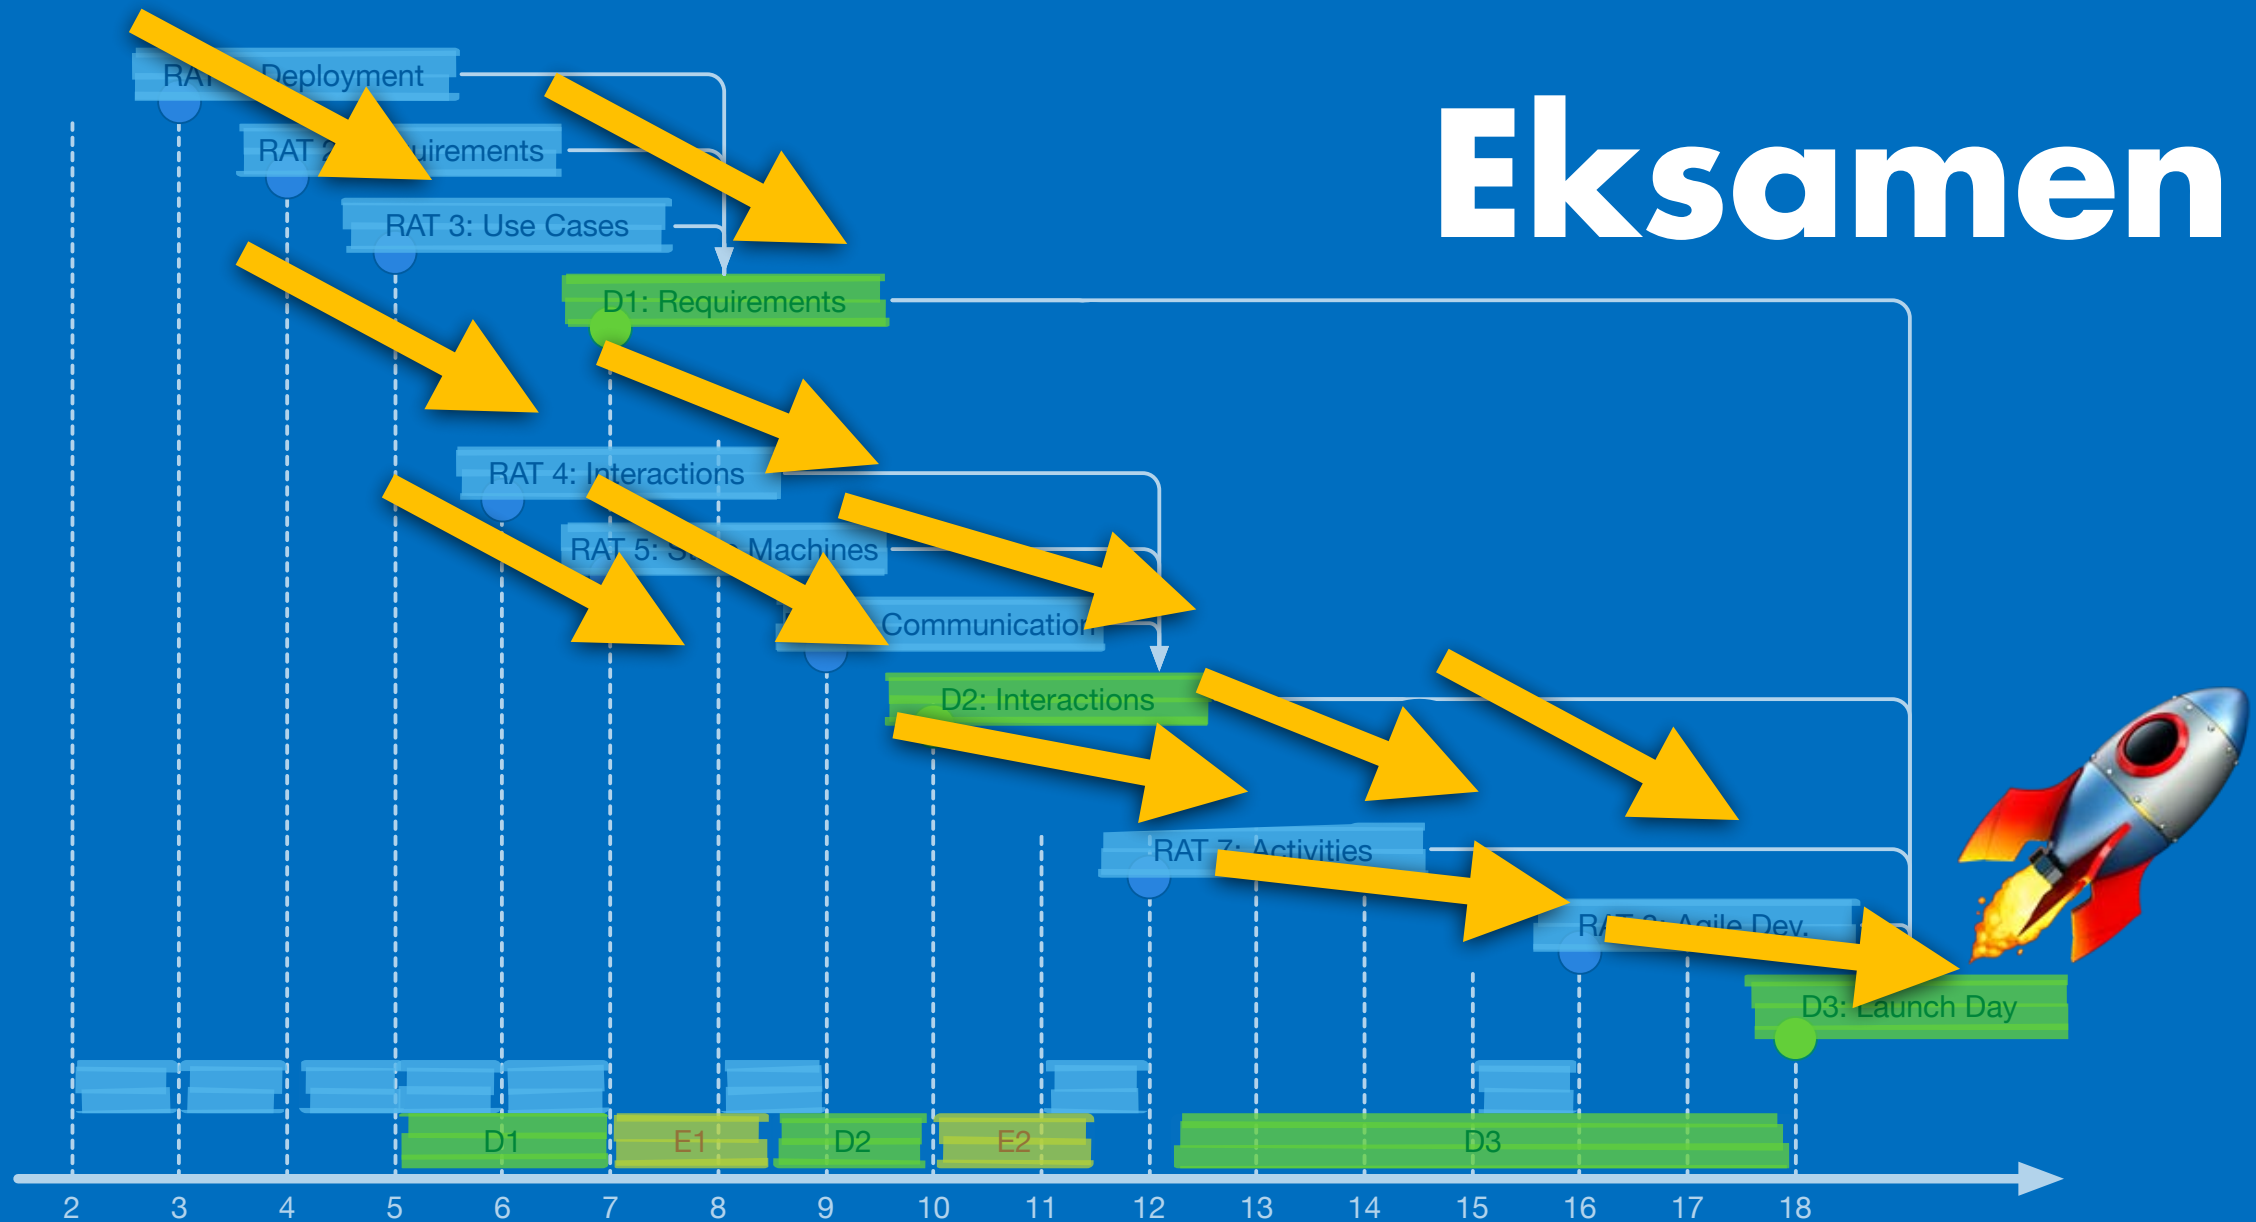 Eksamen
RAT Deployment
RAT uirements
RAT 3: Use Cases
D1: Requirements
RAT 4: Interactions
RAT 5: Machines
Communication
D2: Interactions
RAT 7: Activities
Agile Dev.
D3: Launch Day
D1 E1 D2 E2 D3
2 3 4 5 6 7 8 9 10 11 12 13 14 15 16 17 18